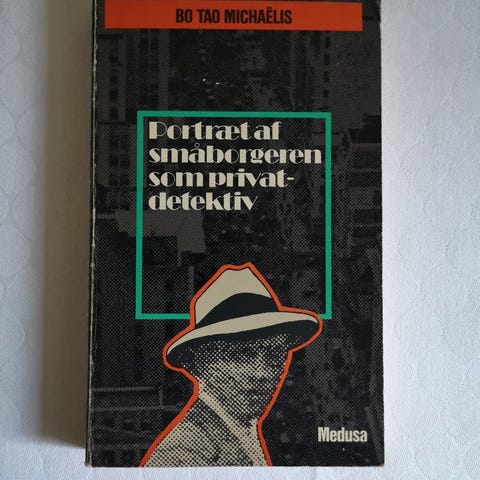 BO TAO MICHAËLIS
Portræt af
småborgeren
som privat-
detektiv
Medusa